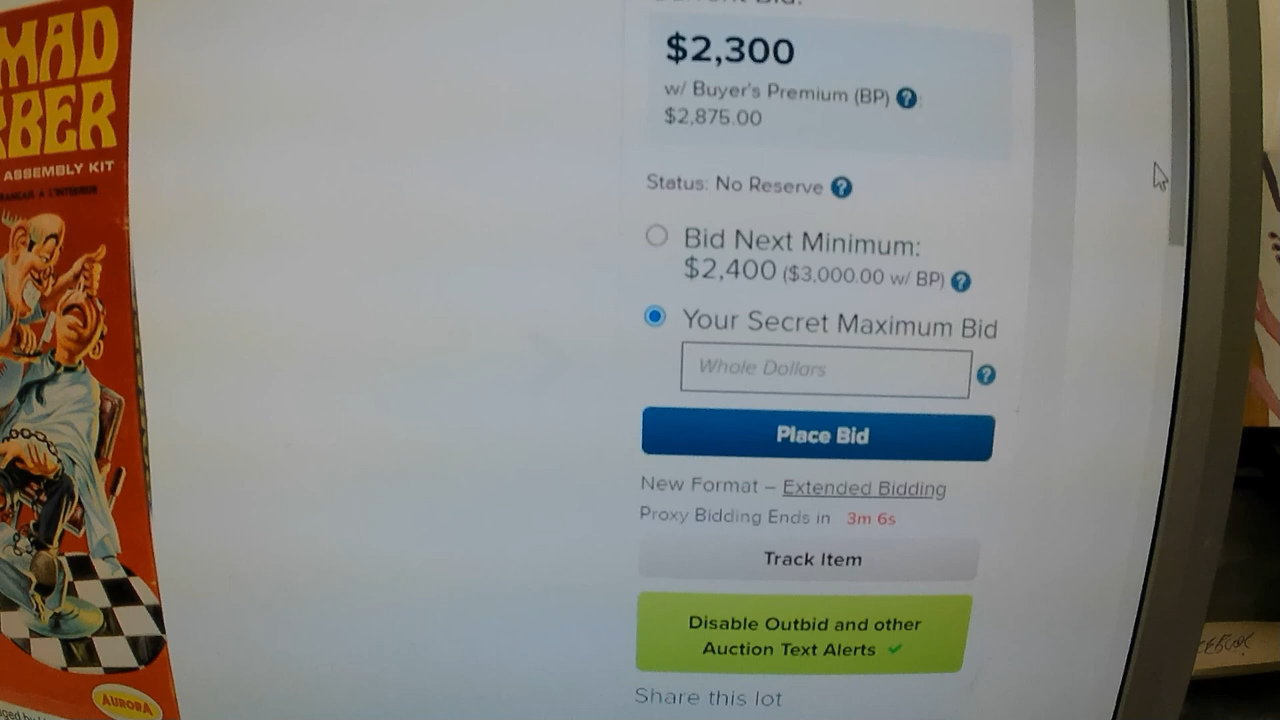 MAD
BER
ASSEMBLY KIT
$2,300
w/ Buyer's Premium (BP) ? :
$2,875.00
Status: No Reserve ?
Bid Next Minimum:
$2,400 ($3,000.00 w/ BP) ?
Your Secret Maximum Bid
Whole Dollars ?
Place Bid
New Format – Extended Bidding
Proxy Bidding Ends in 3m 6s
Track Item
Disable Outbid and other
Auction Text Alerts ✓
Share this lot
AURORA